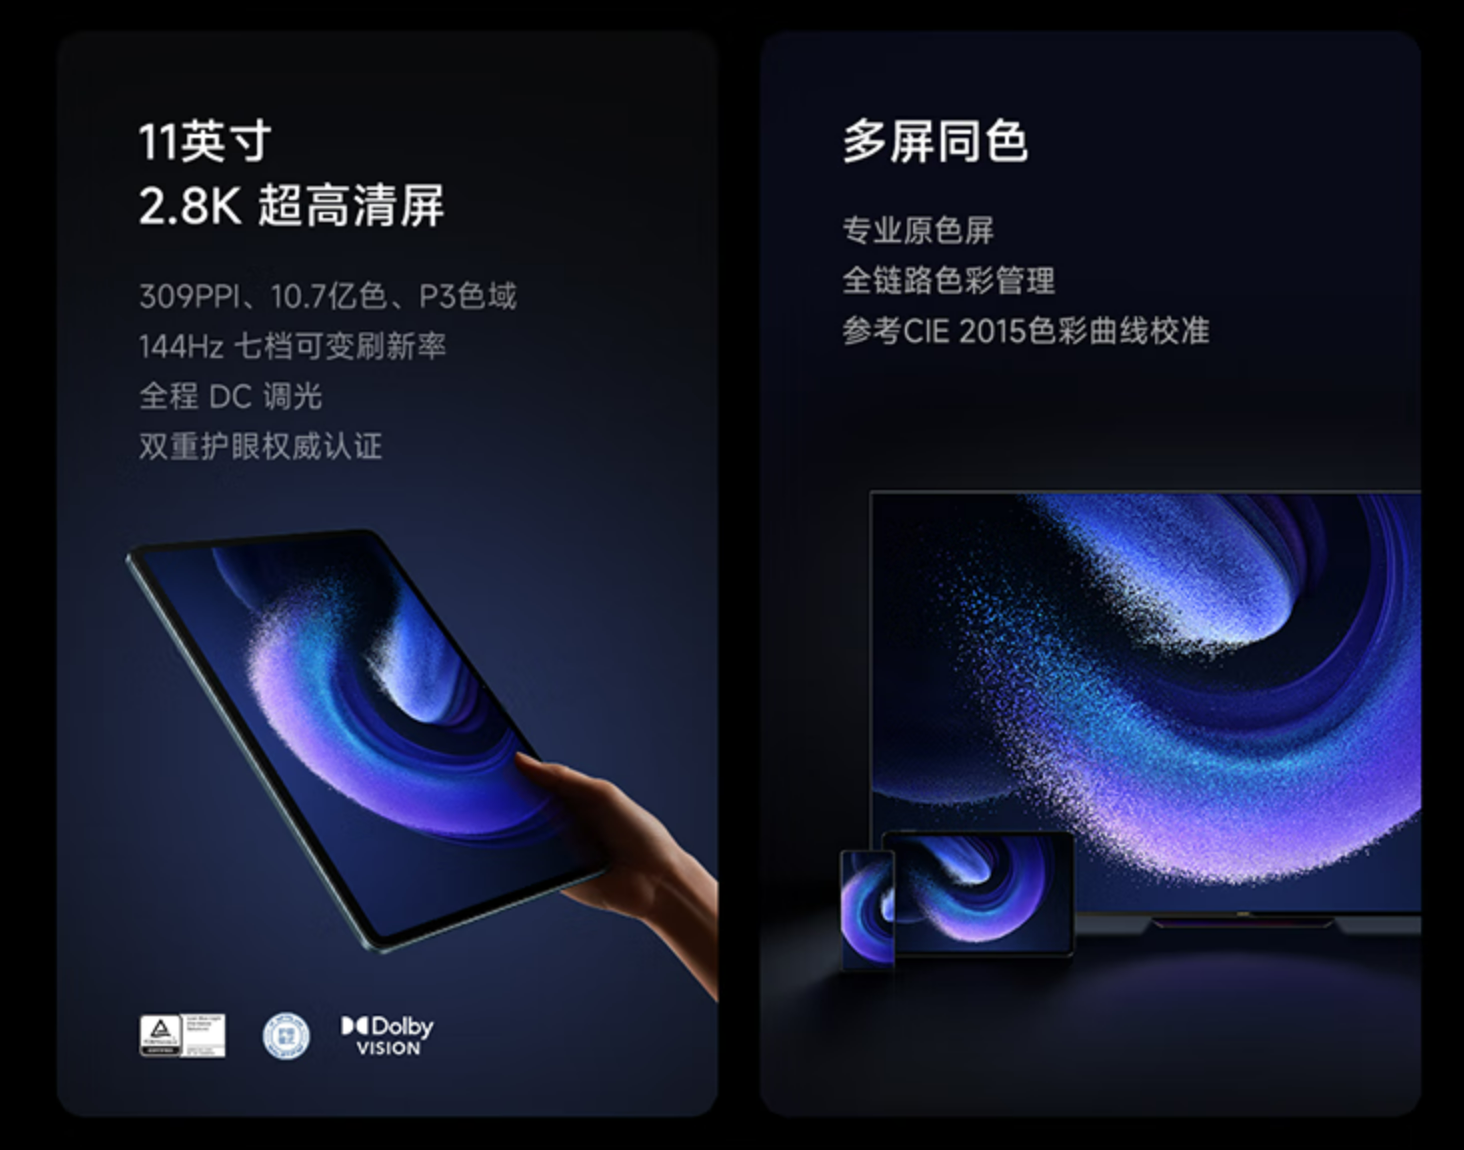 11英寸
2.8K 超高清屏
309PPI、10.7亿色、P3色域
144Hz 七档可变刷新率
全程 DC 调光
双重护眼权威认证
Dolby
VISION
多屏同色
专业原色屏
全链路色彩管理
参考CIE 2015色彩曲线校准